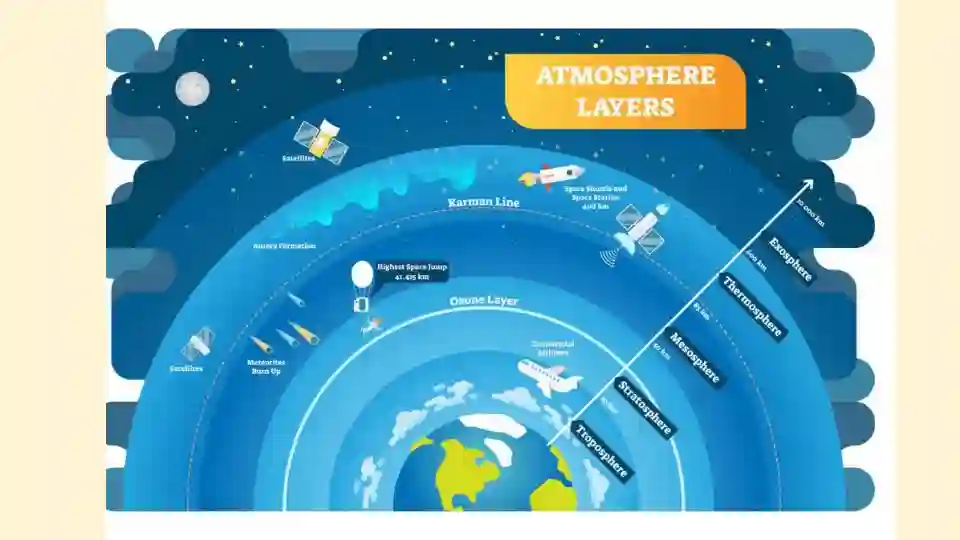 ATMOSPHERE
LAYERS
Satellites
Space Shuttle and
Space Station
400 km
Karman Line
10.000 km
Aurora Formation
Exosphere
600 km
Highest Space Jump
41.425 km
Thermosphere
Ozone Layer
85 km
Mesosphere
Satellites
Meteorites
Burn Up
50 km
Commercial
Airliners
Stratosphere
Troposphere